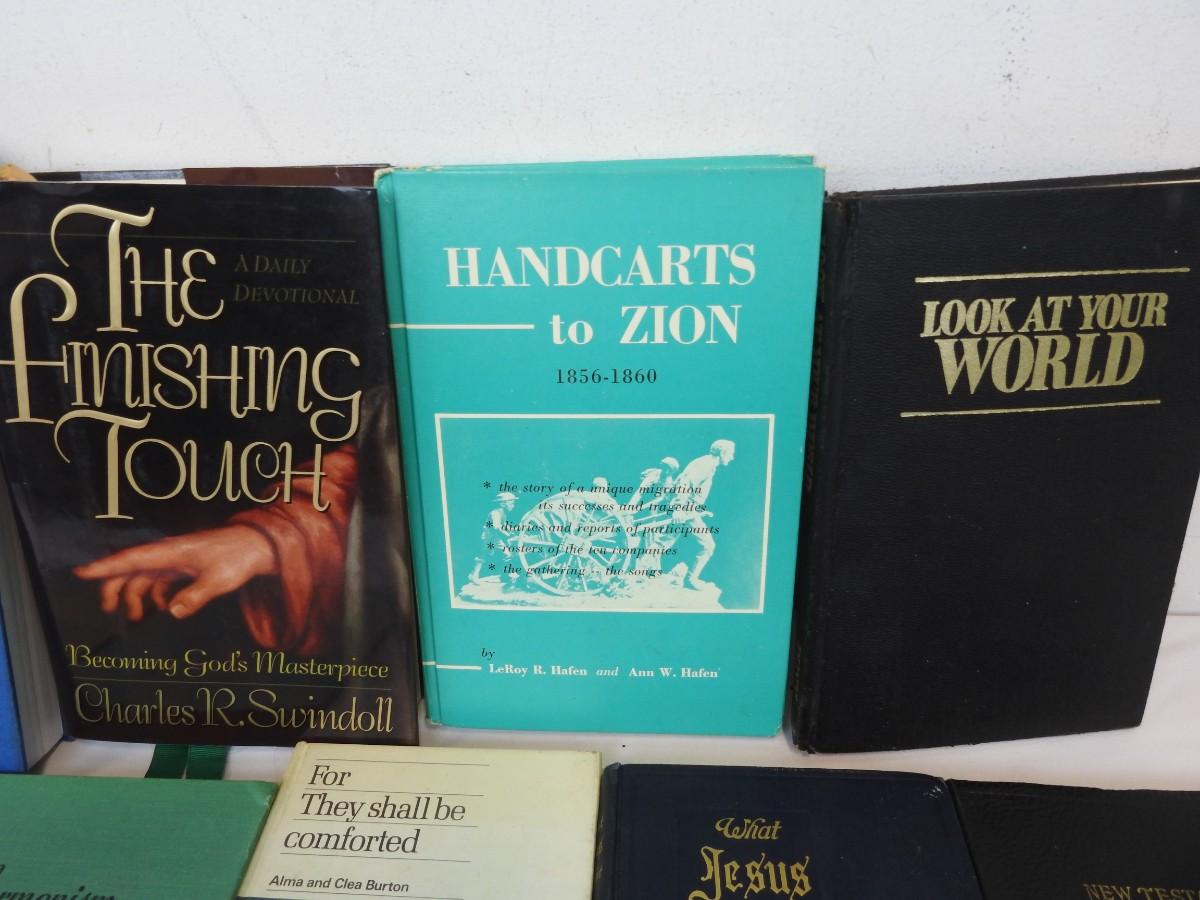 THE
FINISHING
TOUCH
A DAILY
DEVOTIONAL
Becoming God's Masterpiece
Charles R. Swindoll
HANDCARTS
to ZION
1856-1860
* the story of a unique migration
its successes and tragedies
* diaries and reports of participants
* rosters of the ten companies
* the gathering -- the songs
by
LeRoy R. Hafen and Ann W. Hafen
LOOK AT YOUR
WORLD
For
They shall be
comforted
Alma and Clea Burton
What
Jesus
NEW TEST